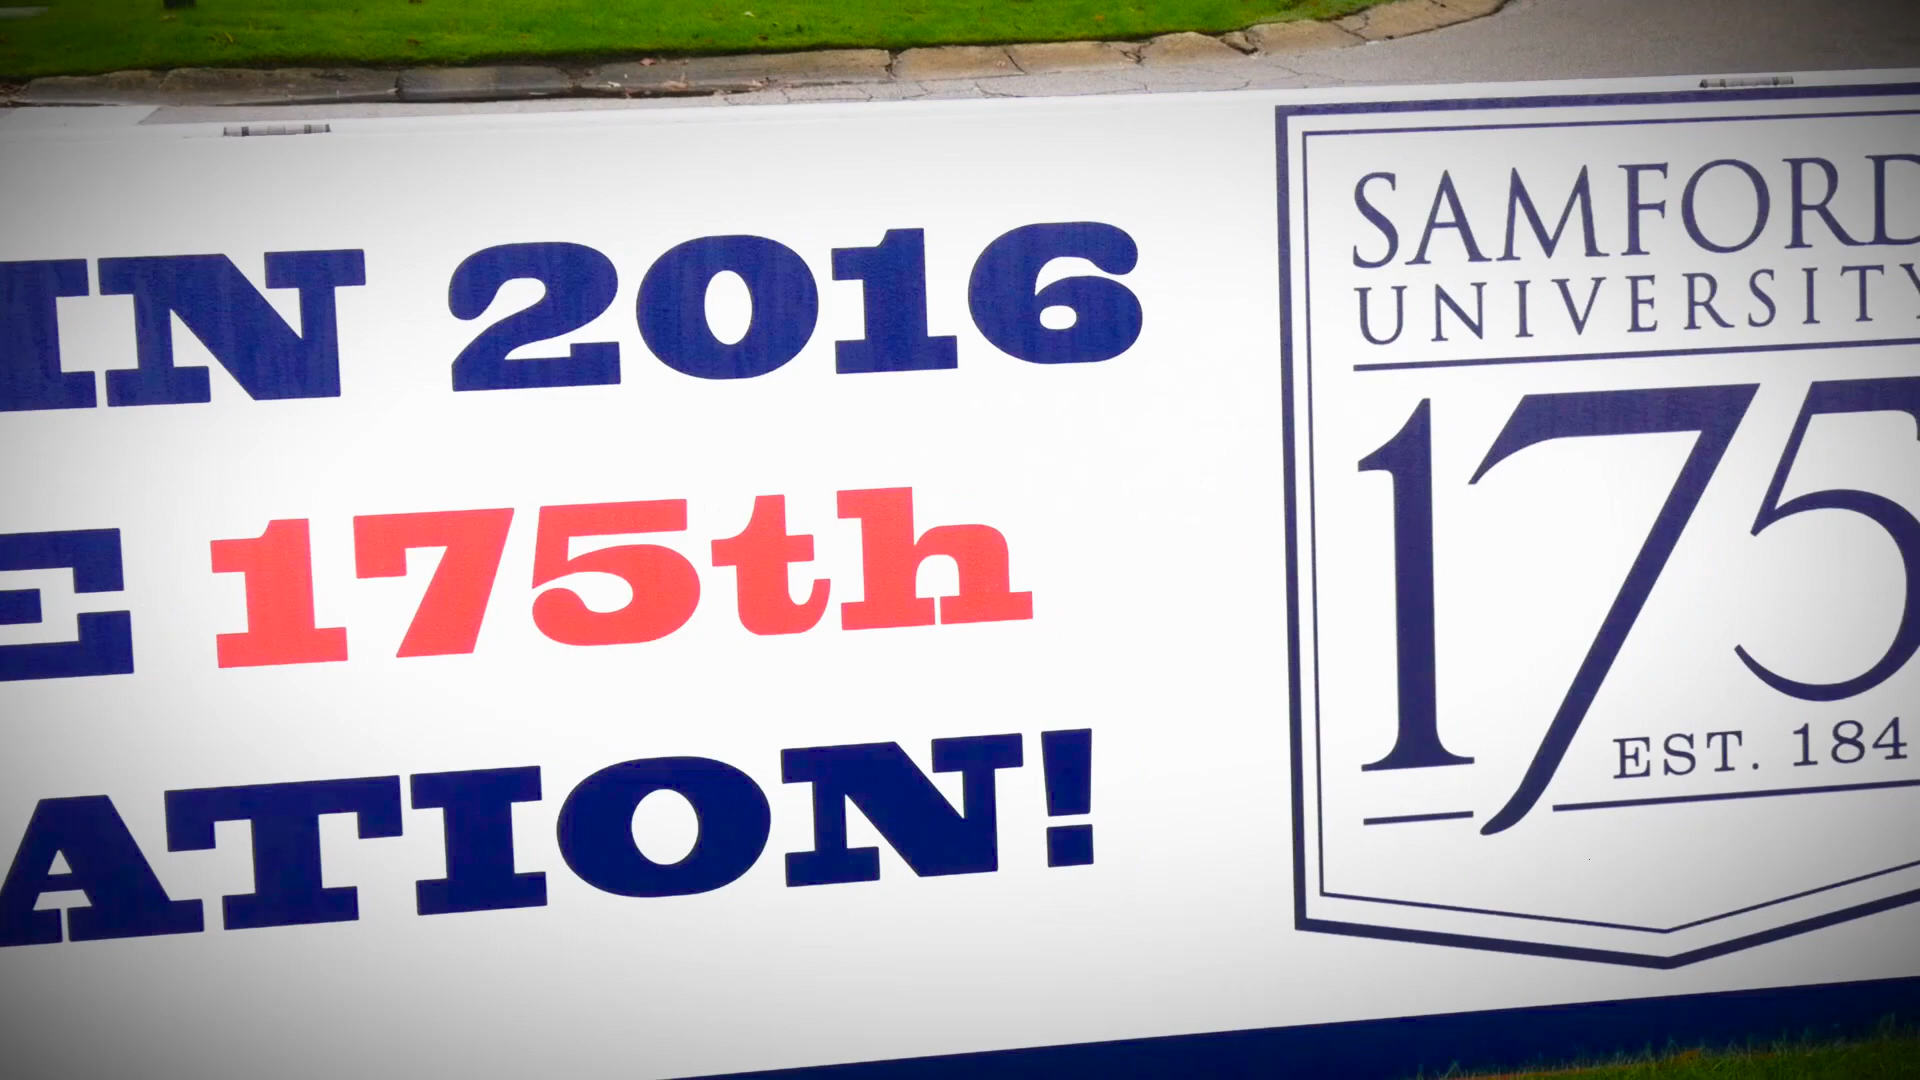 IN 2016
E 175th
ATION!
SAMFORD
UNIVERSITY
175
EST. 184